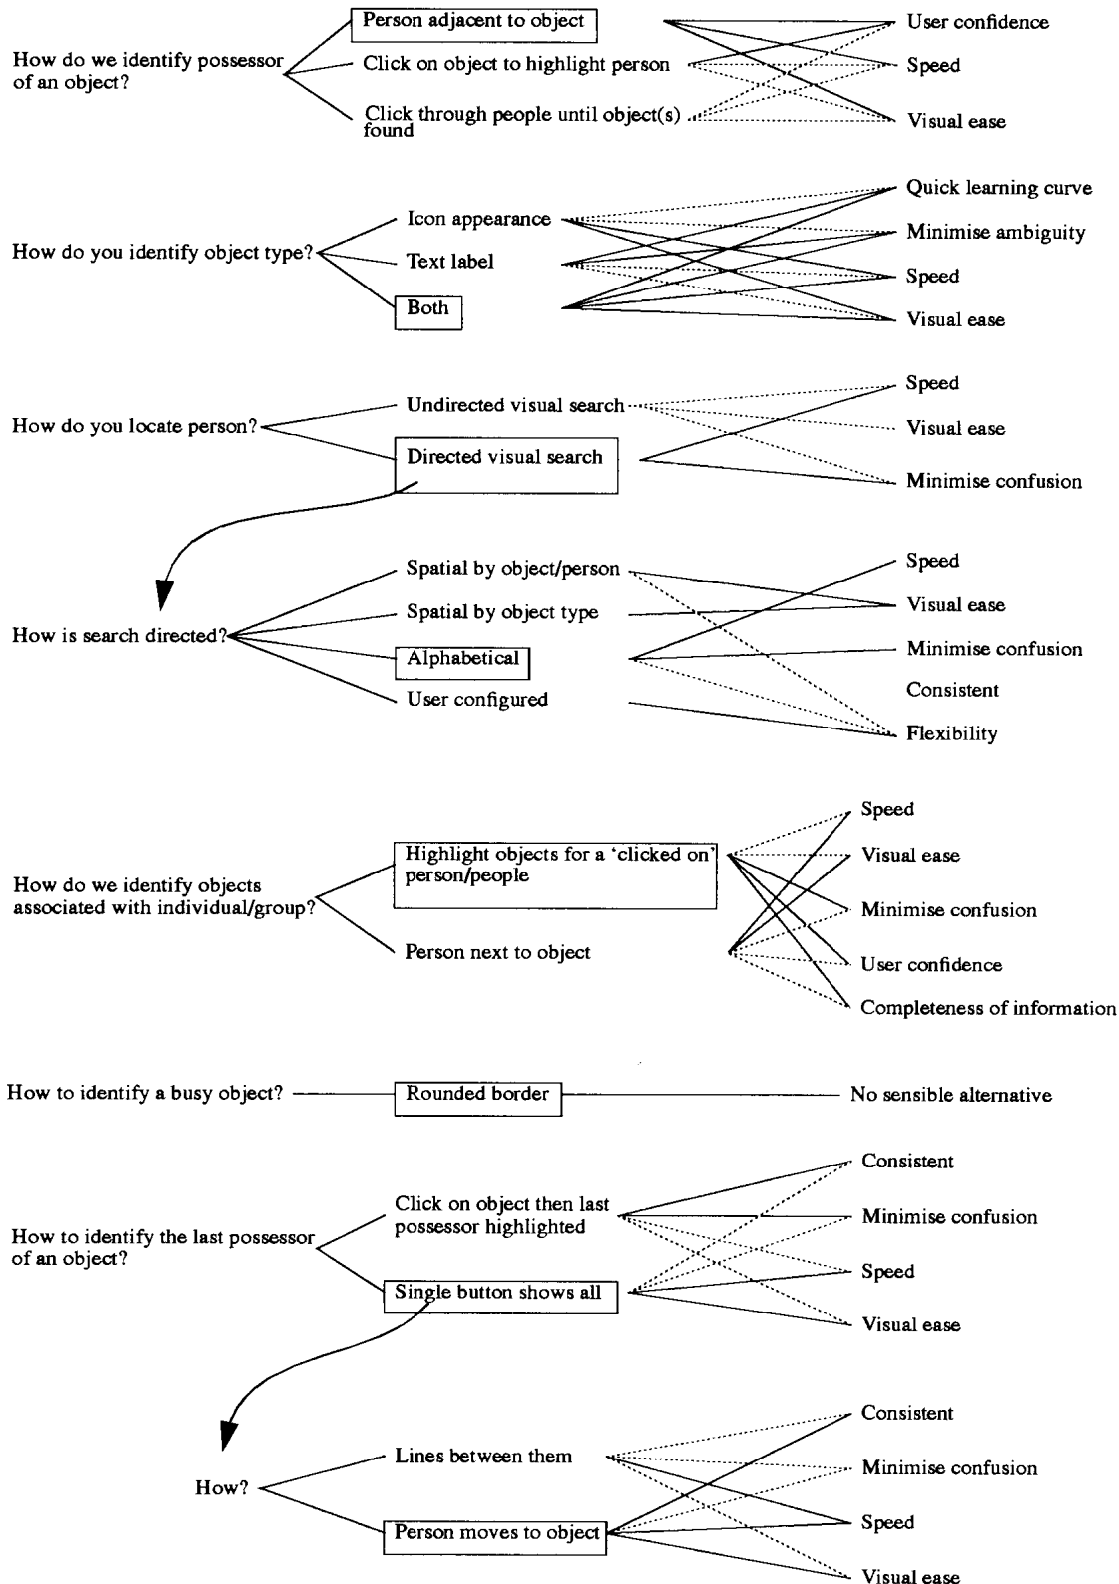 Person adjacent to object
User confidence
How do we identify possessor
of an object?
Click on object to highlight person
Speed
Click through people until object(s)
found
Visual ease
Quick learning curve
Icon appearance
Minimise ambiguity
How do you identify object type?
Text label
Speed
Both
Visual ease
Speed
Undirected visual search
How do you locate person?
Visual ease
Directed visual search
Minimise confusion
Speed
Spatial by object/person
Visual ease
Spatial by object type
How is search directed?
Minimise confusion
Alphabetical
Consistent
User configured
Flexibility
Speed
Highlight objects for a 'clicked on'
person/people
Visual ease
How do we identify objects
associated with individual/group?
Minimise confusion
Person next to object
User confidence
Completeness of information
How to identify a busy object?
Rounded border
No sensible alternative
Consistent
Click on object then last
possessor highlighted
Minimise confusion
How to identify the last possessor
of an object?
Speed
Single button shows all
Visual ease
Consistent
Lines between them
Minimise confusion
How?
Speed
Person moves to object
Visual ease